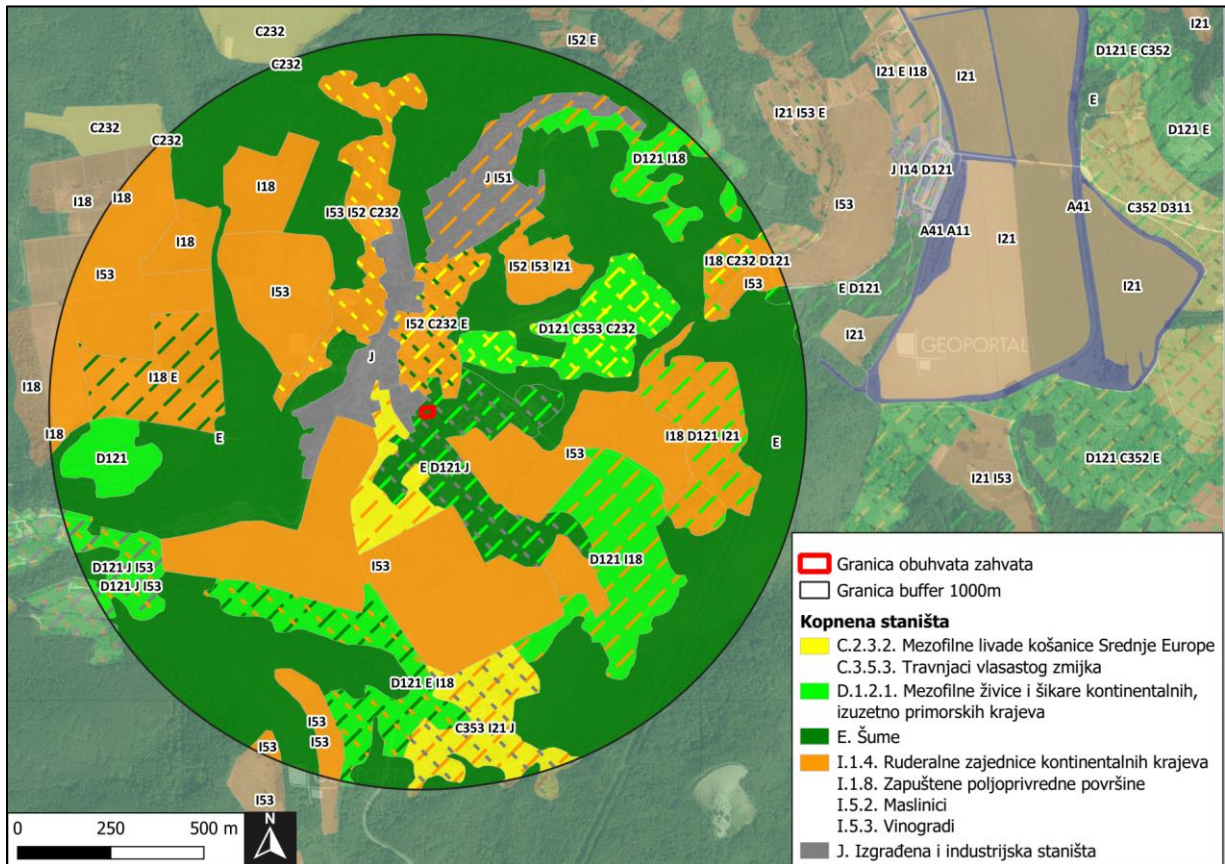 C232
C232
I52 E
I21
D121 E C352
I21 E I18
I21
I21
E
C232
C232
I21 I53 E
D121 E
D121 I18
J I14 D121
J I51
I18
I18
I18
I53 I52 C232
I53
C352 D311
A41
A41 A11
I18
I21
I53
I53
I52 I53 I21
I18 C232 D121
I53
E D121
I21
I52 C232 E
D121 C353 C232
I21
GEOPORTAL
J
I18 E
I18
I18
E
I18 D121 I21
E
D121
E D121 J
I53
D121 C352 E
I21 I53
I53
D121 I18
D121 J I53
D121 J I53
D121 E I18
I53
I53
C353 I21 J
I53
I53
Granica obuhvata zahvata
Granica buffer 1000m
Kopnena staništa
C.2.3.2. Mezofilne livade košanice Srednje Europe
C.3.5.3. Travnjaci vlasastog zmijka
D.1.2.1. Mezofilne živice i šikare kontinentalnih,
izuzetno primorskih krajeva
E. Šume
I.1.4. Ruderalne zajednice kontinentalnih krajeva
I.1.8. Zapuštene poljoprivredne površine
I.5.2. Maslinici
I.5.3. Vinogradi
J. Izgrađena i industrijska staništa
0 250 500 m
N